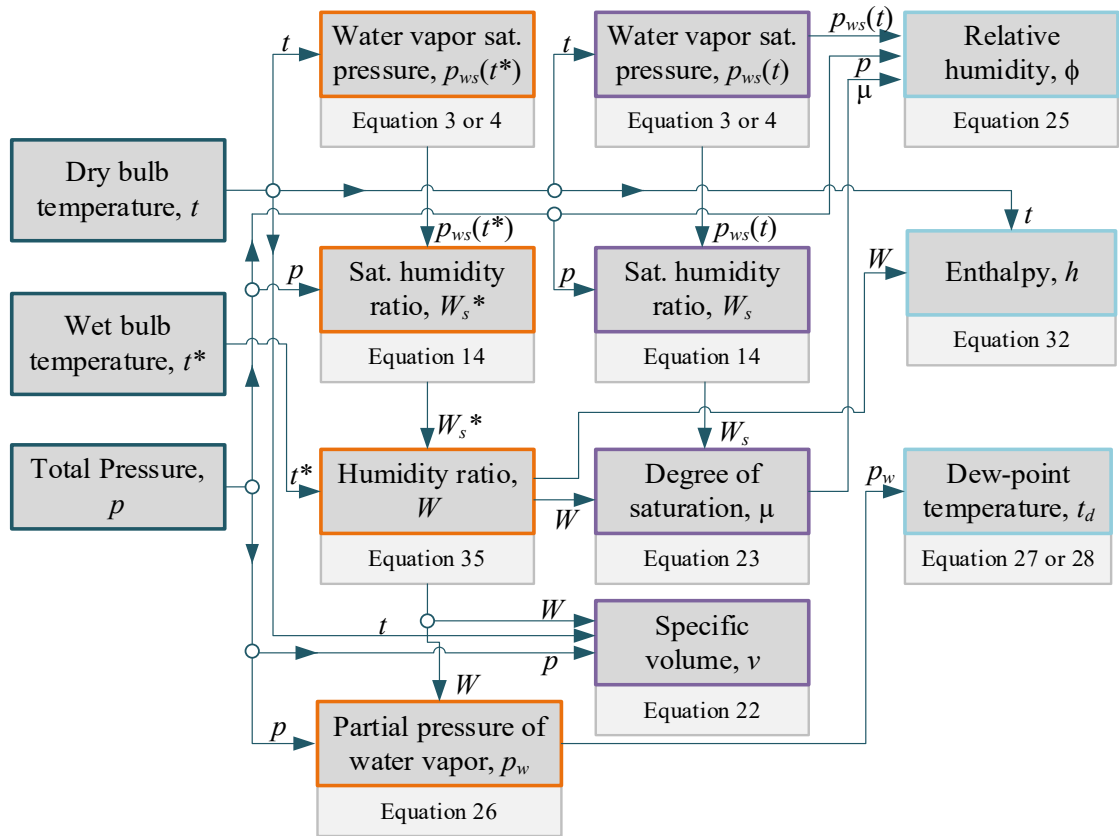 Water vapor sat.
pressure, pws(t*)
Equation 3 or 4
t
Water vapor sat.
pressure, pws(t)
Equation 3 or 4
t
pws(t)
p
μ
Relative
humidity, ϕ
Equation 25
Dry bulb
temperature, t
pws(t*)
pws(t)
t
p
Sat. humidity
ratio, Ws*
Equation 14
p
Sat. humidity
ratio, Ws
Equation 14
W
Enthalpy, h
Equation 32
Wet bulb
temperature, t*
Ws*
Ws
Total Pressure,
p
t*
Humidity ratio,
W
Equation 35
W
Degree of
saturation, μ
Equation 23
pw
Dew-point
temperature, td
Equation 27 or 28
W
t
p
Specific
volume, v
Equation 22
W
p
Partial pressure of
water vapor, pw
Equation 26